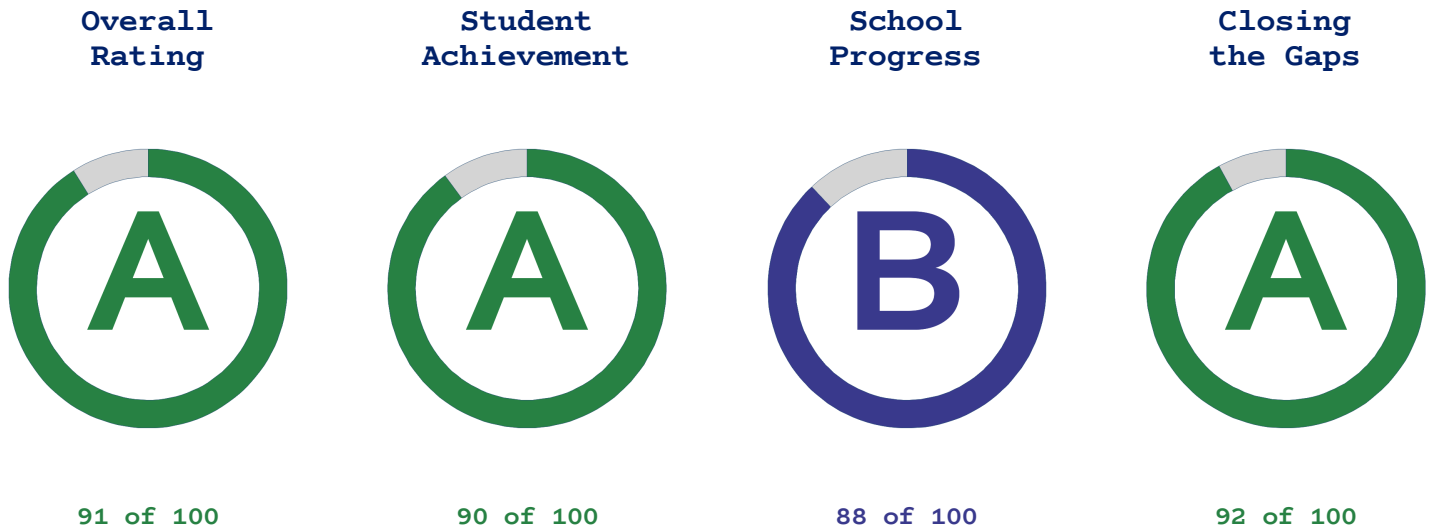 Overall
Rating
Student
Achievement
School
Progress
Closing
the Gaps
A
A
B
A
91 of 100
90 of 100
88 of 100
92 of 100